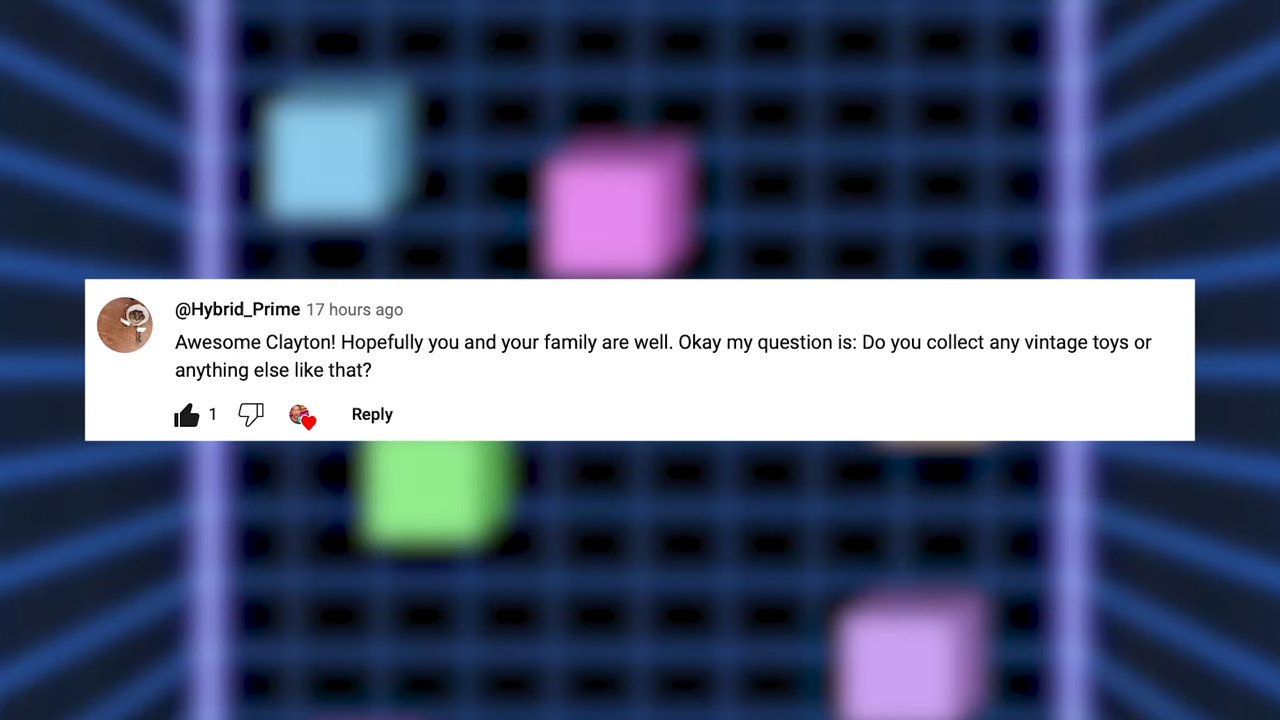 @Hybrid_Prime 17 hours ago
Awesome Clayton! Hopefully you and your family are well. Okay my question is: Do you collect any vintage toys or
anything else like that?
1 Reply